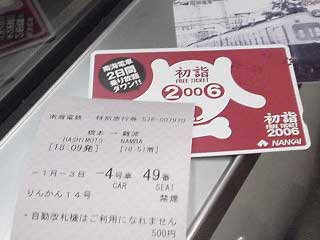 南海電車
2日間
乗り放題
ダウン!!
初詣
FREE TICKET
2006
初詣
FREE TICKET
2006
NANKAI
南海電鉄 特別急行券
橋本→難波
HASHIMOTO NAMBA
[18:09発] [18:51着]
-1月-3日 -4号車 49番
CAR SEAT
りんかん14号 禁煙
・自動改札機はご利用になれません
500円